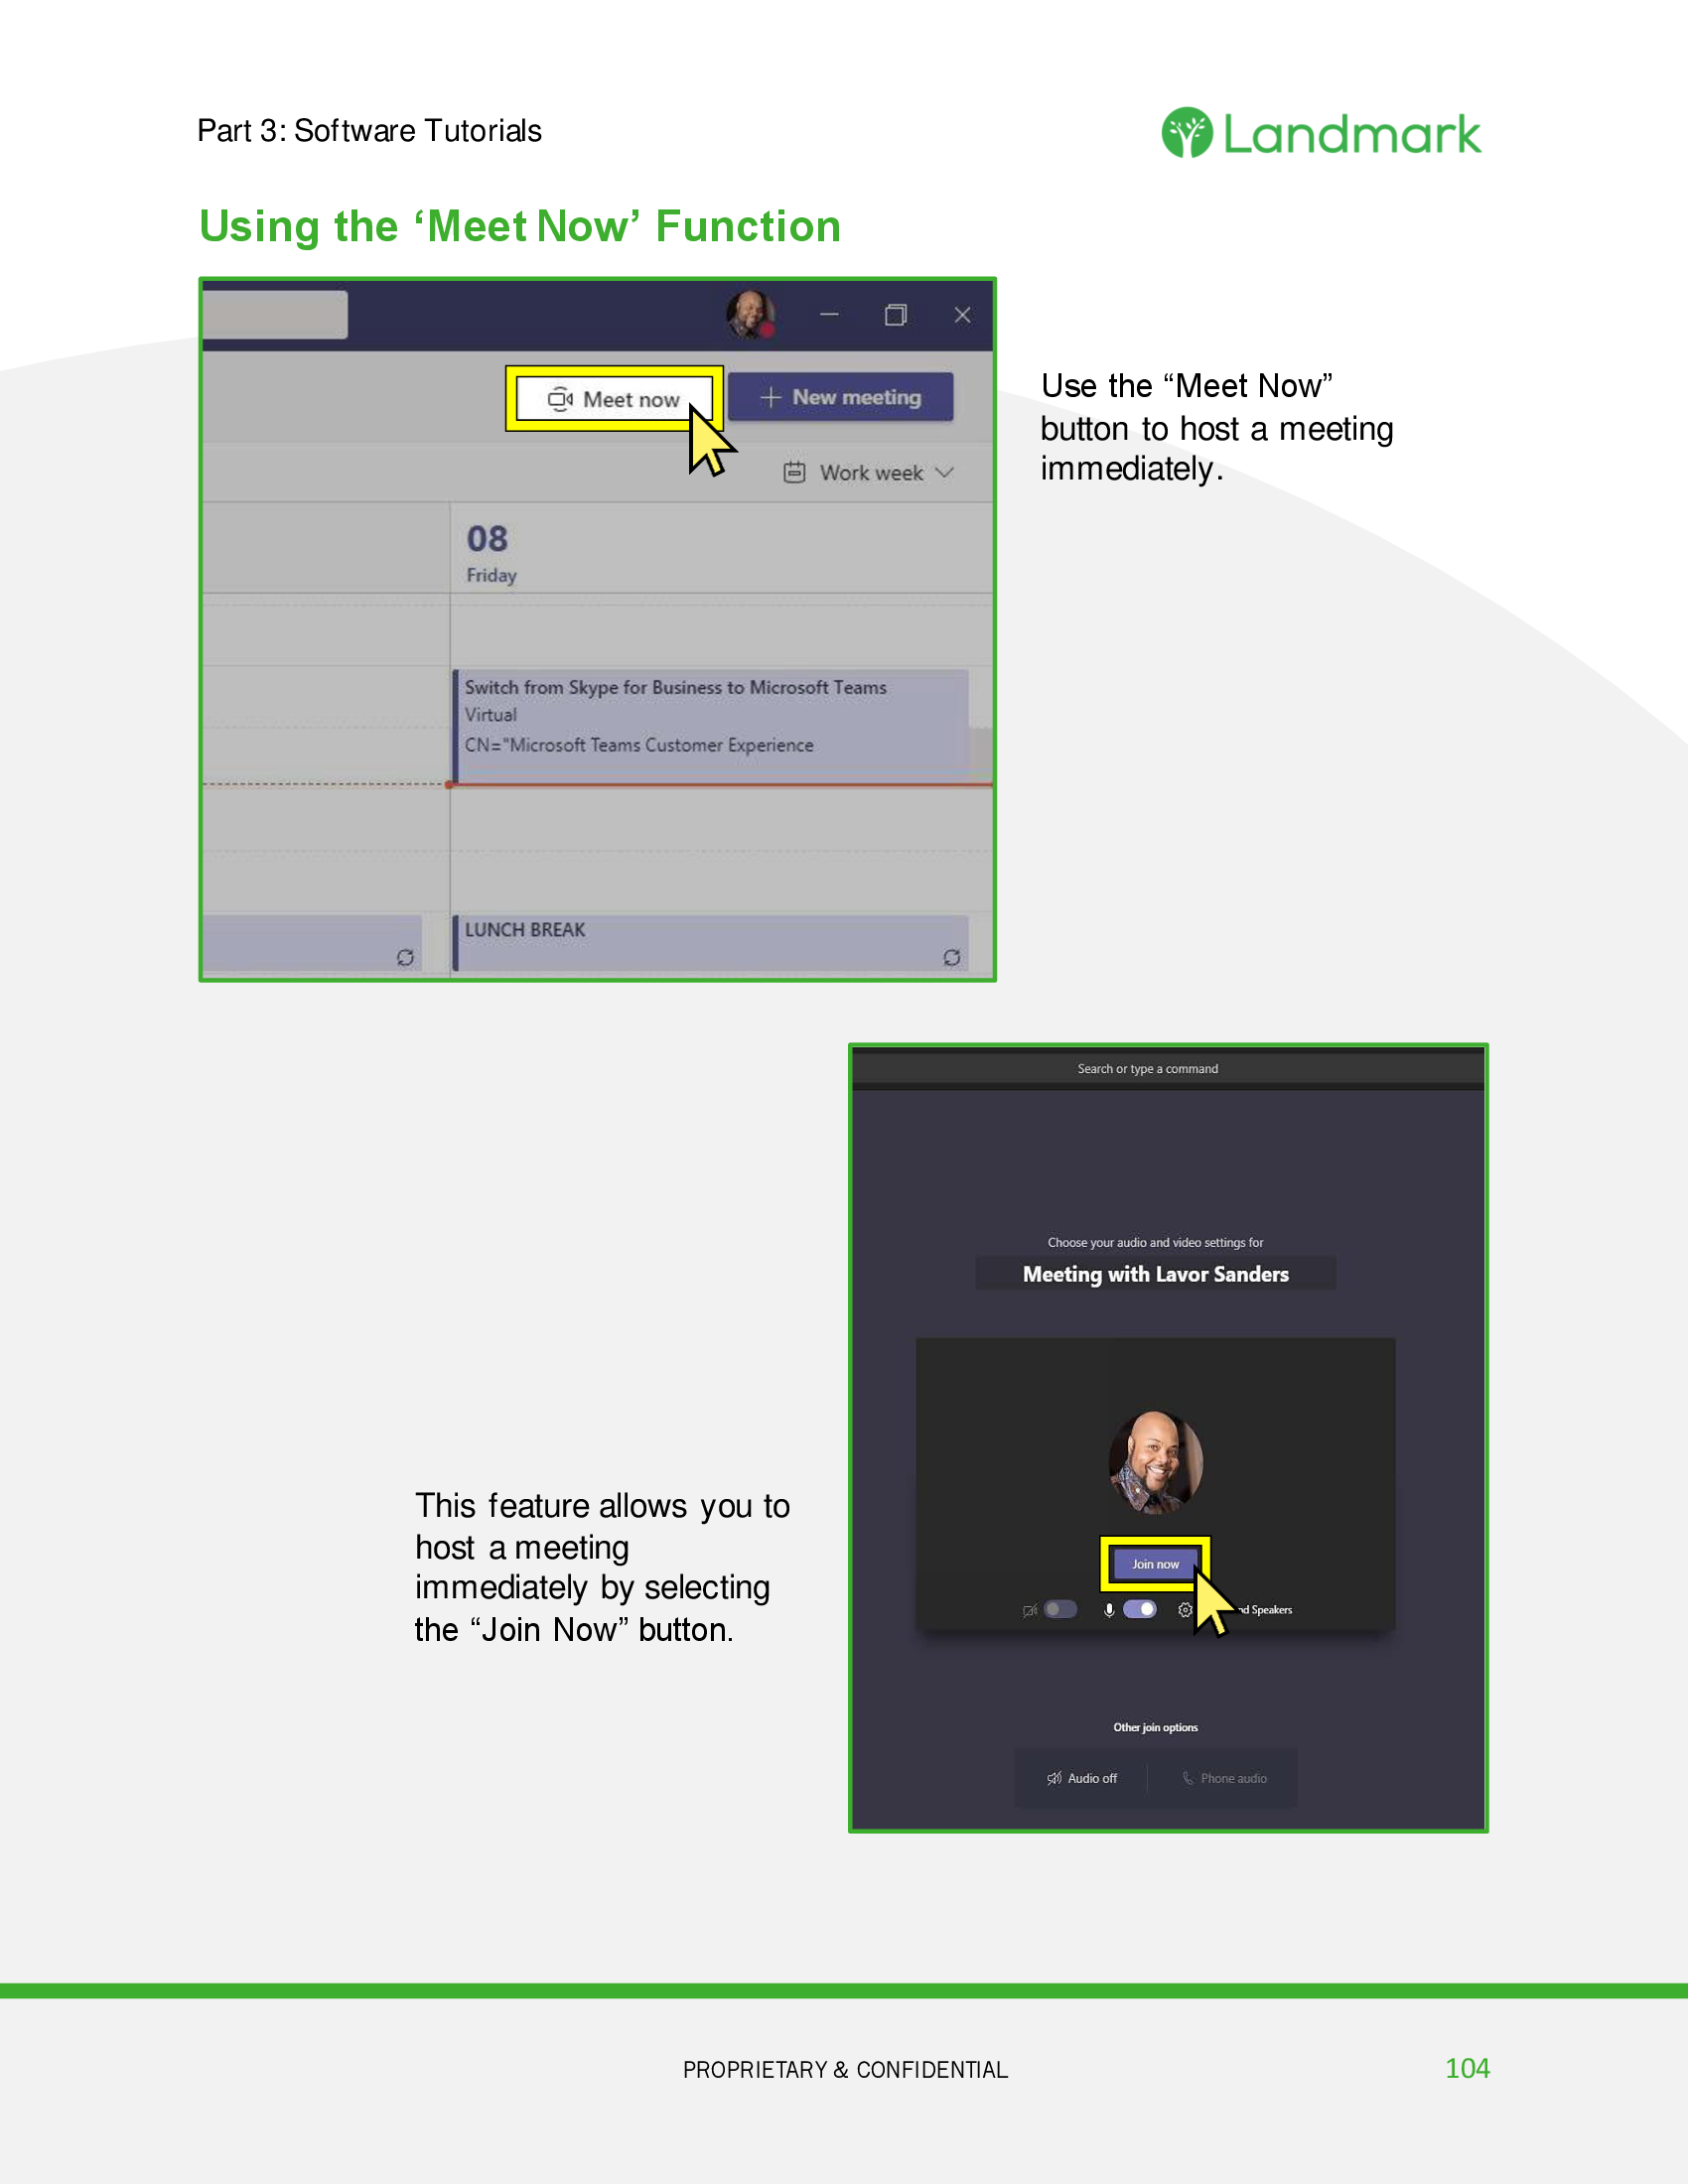 Part 3: Software Tutorials
Landmark
Using the ‘Meet Now’ Function
Meet now
New meeting
Work week
08
Friday
Switch from Skype for Business to Microsoft Teams
Virtual
CN="Microsoft Teams Customer Experience
LUNCH BREAK
Use the “Meet Now”
button to host a meeting
immediately.
Search or type a command
Choose your audio and video settings for
Meeting with Lavor Sanders
Join now
Speakers
Other join options
Audio off
Phone audio
This feature allows you to
host a meeting
immediately by selecting
the “Join Now” button.
PROPRIETARY & CONFIDENTIAL
104